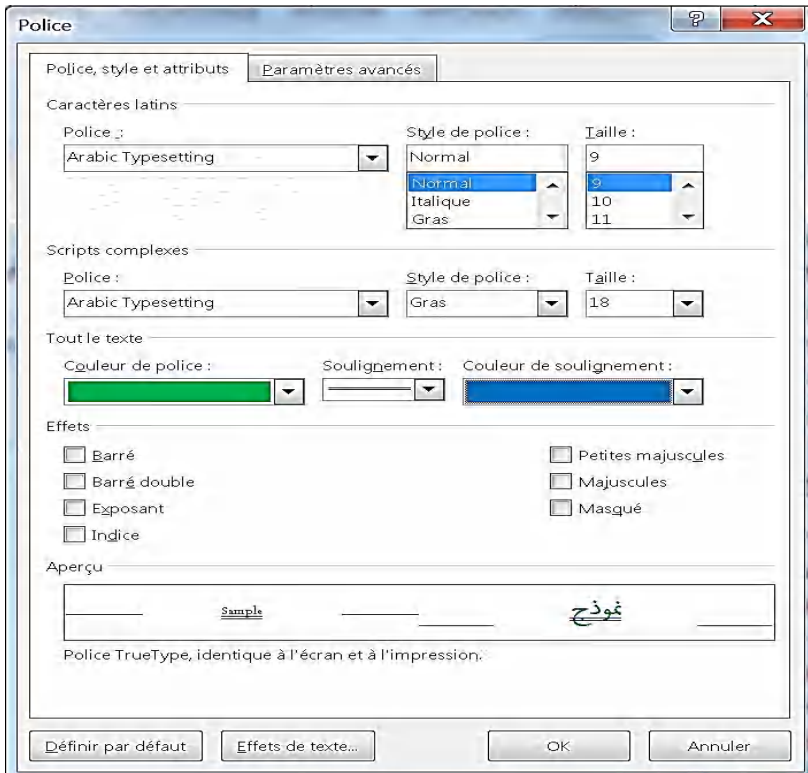 Police
Police, style et attributs
Paramètres avancés
Caractères latins
Police : Style de police : Taille :
Arabic Typesetting Normal 9
Normal 9
Italique 10
Gras 11
Scripts complexes
Police : Style de police : Taille :
Arabic Typesetting Gras 18
Tout le texte
Couleur de police : Soulignement : Couleur de soulignement :
Effets
Barré Petites majuscules
Barré double Majuscules
Exposant Masqué
Indice
Aperçu
Sample نموذج
Police TrueType, identique à l'écran et à l'impression.
Définir par défaut Effets de texte... OK Annuler